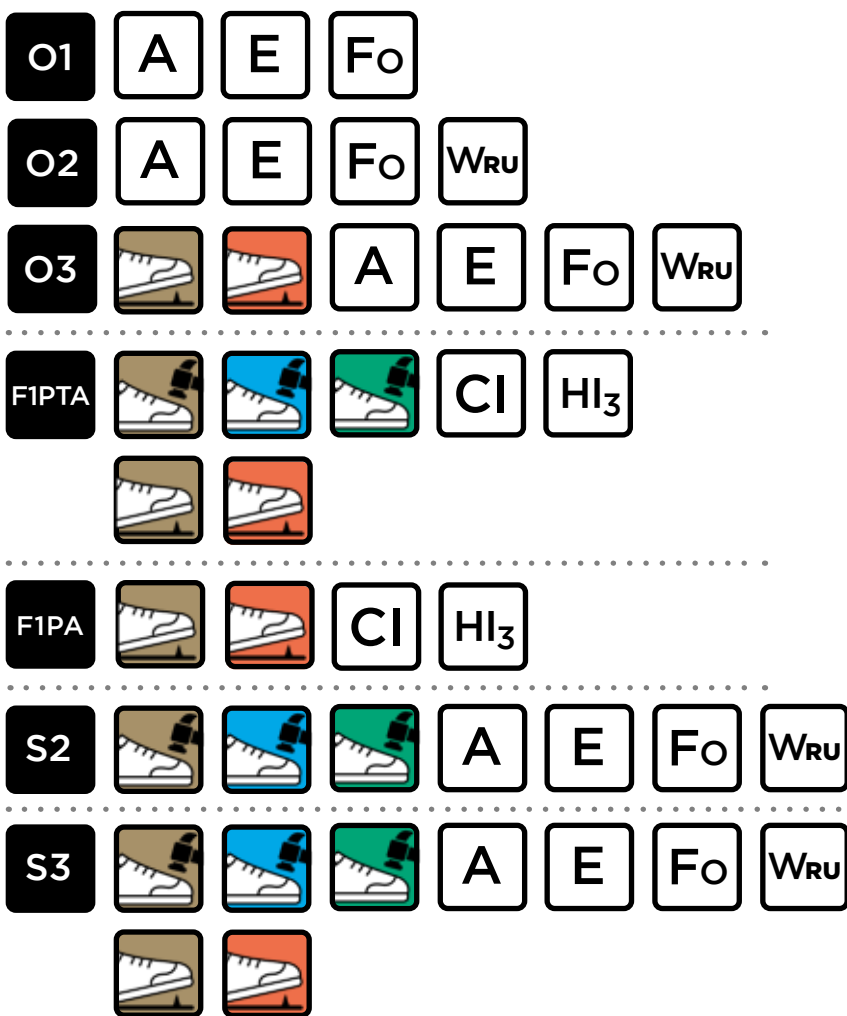 O1 A E FO
O2 A E FO WRU
O3 A E FO WRU
F1PTA CI HI₃
F1PA CI HI₃
S2 A E FO WRU
S3 A E FO WRU